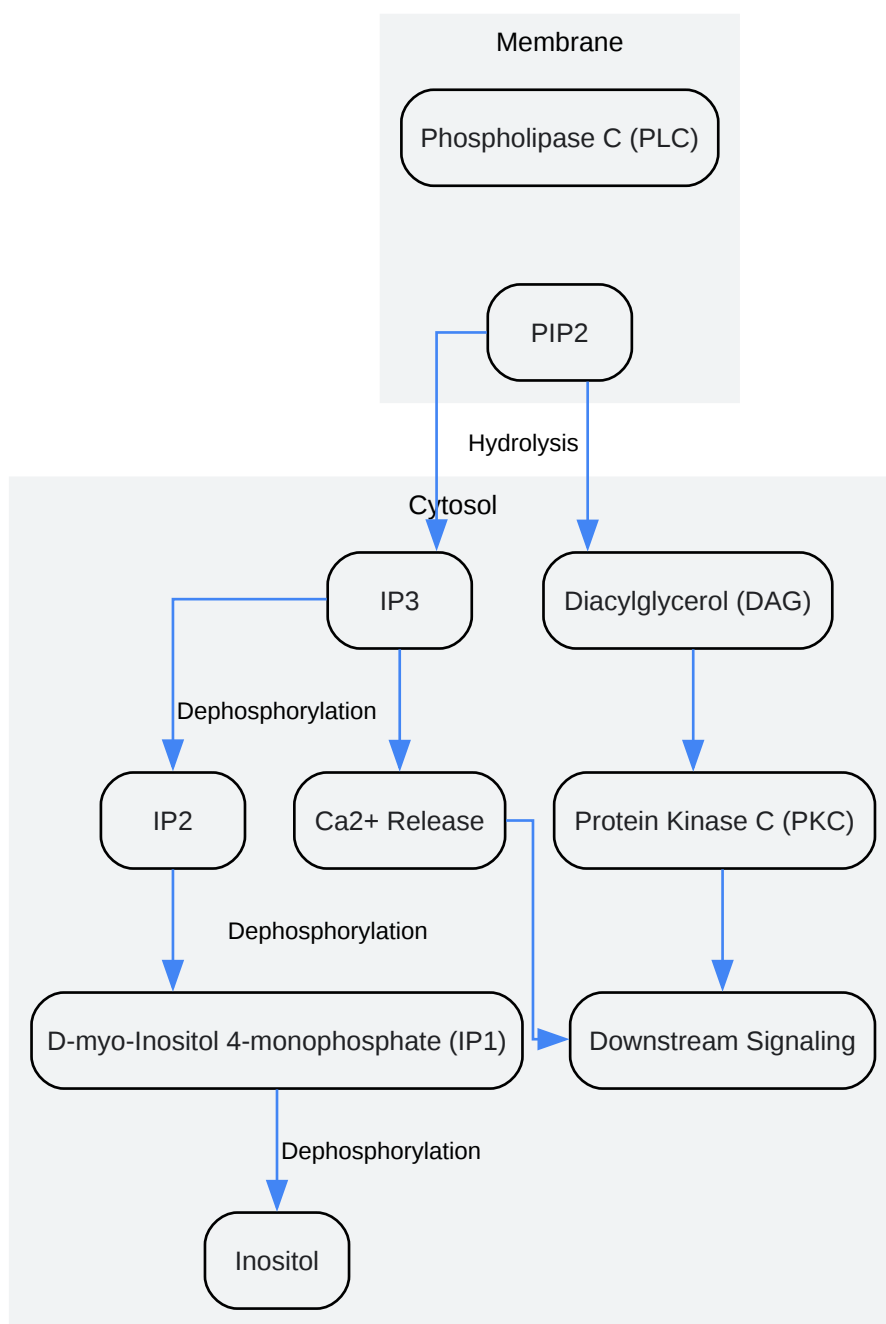 Membrane
Phospholipase C (PLC)
PIP2
Hydrolysis
Cytosol
IP3
Diacylglycerol (DAG)
Dephosphorylation
IP2
Ca2+ Release
Protein Kinase C (PKC)
Dephosphorylation
D-myo-Inositol 4-monophosphate (IP1)
Downstream Signaling
Dephosphorylation
Inositol